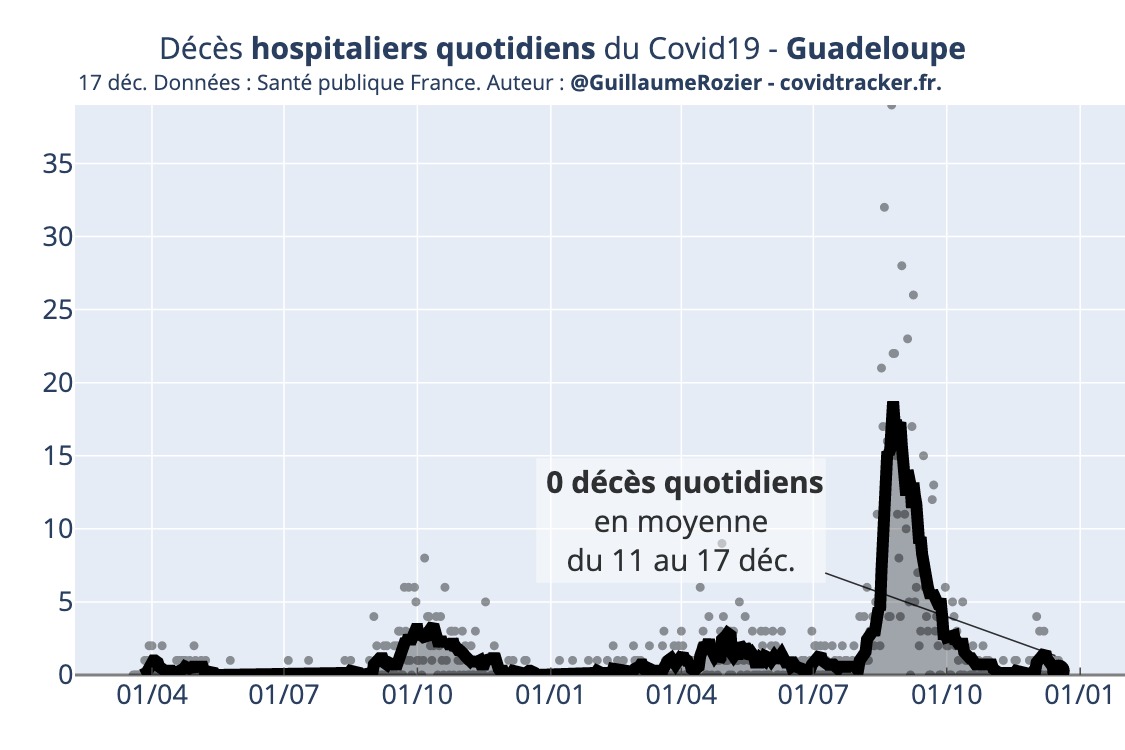 Décès hospitaliers quotidiens du Covid19 - Guadeloupe
17 déc. Données : Santé publique France. Auteur : @GuillaumeRozier - covidtracker.fr.
35
30
25
20
15
10
5
0
0 décès quotidiens
en moyenne
du 11 au 17 déc.
01/04 01/07 01/10 01/01 01/04 01/07 01/10 01/01